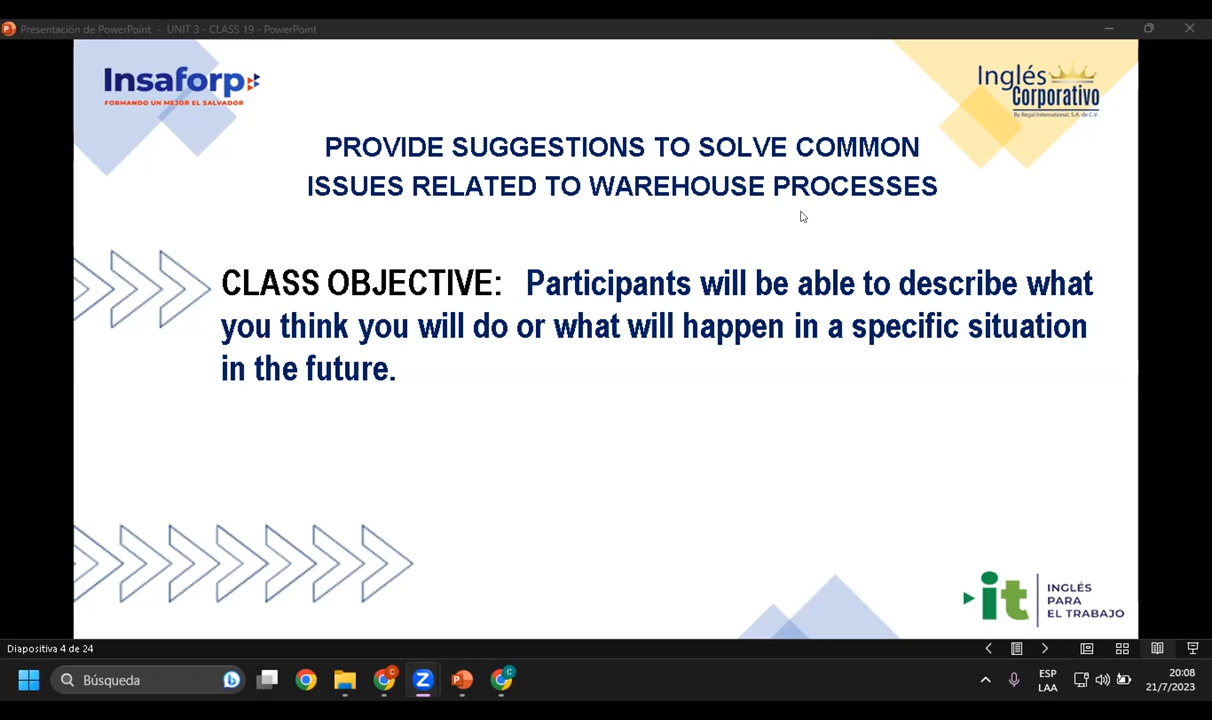 Presentación de PowerPoint - UNIT 3 - CLASS 19 - PowerPoint
Insaforp
FORMANDO UN MEJOR EL SALVADOR
Inglés
Corporativo
By Regal International, S.A. de C.V.
PROVIDE SUGGESTIONS TO SOLVE COMMON
ISSUES RELATED TO WAREHOUSE PROCESSES
CLASS OBJECTIVE: Participants will be able to describe what
you think you will do or what will happen in a specific situation
in the future.
it
INGLÉS
PARA
EL TRABAJO
Diapositiva 4 de 24
Búsqueda
ESP
LAA
20:08
21/7/2023